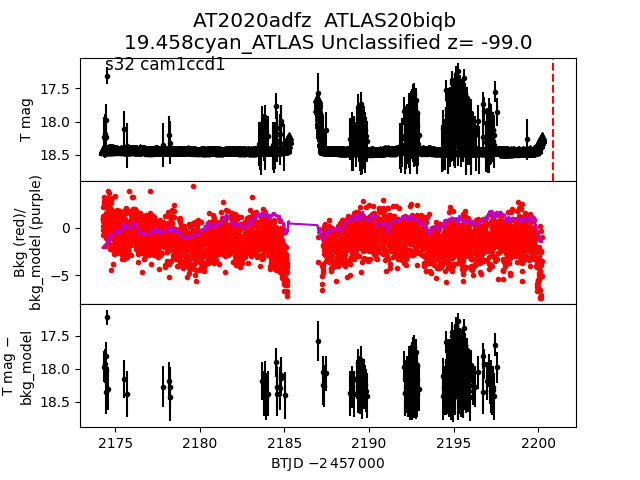 AT2020adfz  ATLAS20biqb
19.458cyan_ATLAS Unclassified z= -99.0
s32 cam1ccd1
T mag
17.5
18.0
18.5
Bkg (red)/
bkg_model (purple)
0
−5
T mag −
bkg_model
17.5
18.0
18.5
2175
2180
2185
2190
2195
2200
BTJD −2 457 000